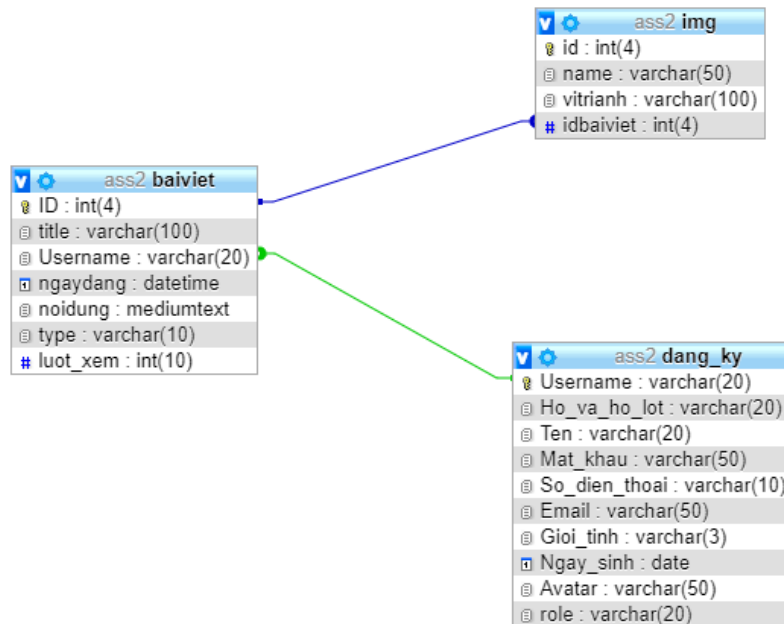 ass2 img
id : int(4)
name : varchar(50)
vitrianh : varchar(100)
# idbaiviet : int(4)
ass2 baiviet
ID : int(4)
title : varchar(100)
Username : varchar(20)
ngaydang : datetime
noidung : mediumtext
type : varchar(10)
# luot_xem : int(10)
ass2 dang_ky
Username : varchar(20)
Ho_va_ho_lot : varchar(20)
Ten : varchar(20)
Mat_khau : varchar(50)
So_dien_thoai : varchar(10)
Email : varchar(50)
Gioi_tinh : varchar(3)
Ngay_sinh : date
Avatar : varchar(50)
role : varchar(20)